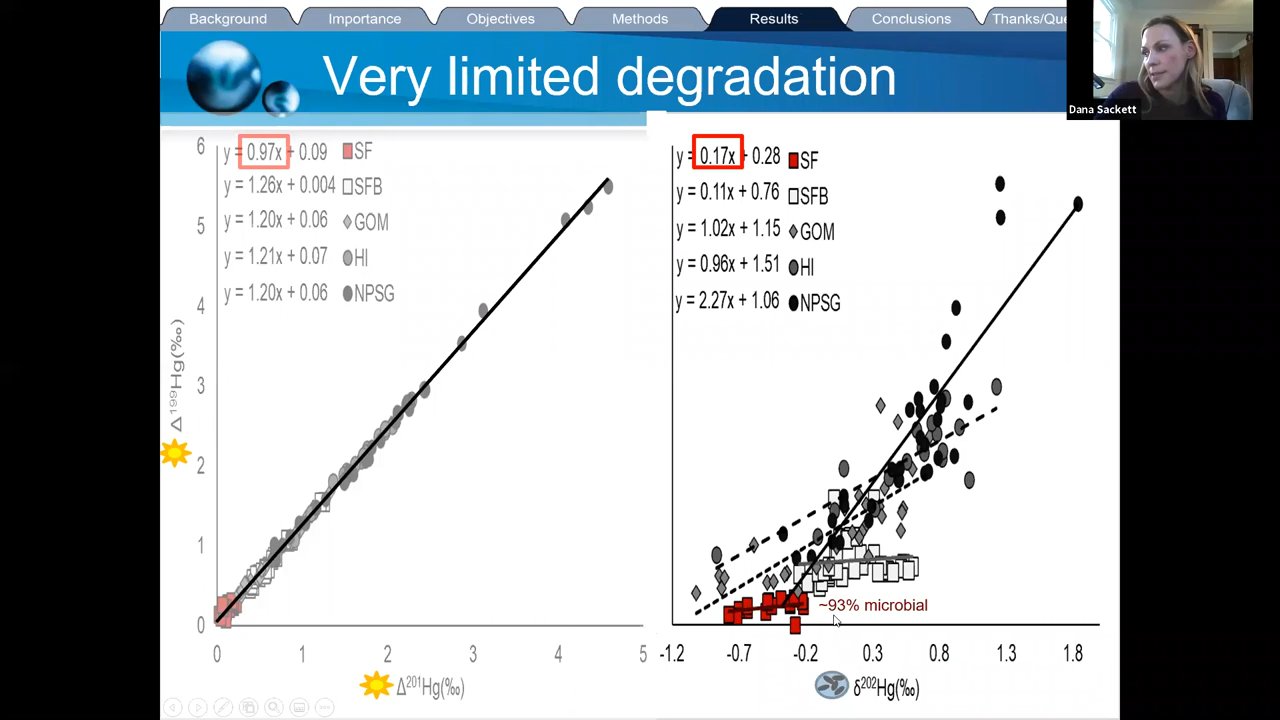 Background Importance Objectives Methods Results Conclusions Thanks/Que
Dana Sackett
Very limited degradation
y = 0.97x + 0.09 SF
y = 1.26x + 0.004 SFB
y = 1.20x + 0.06 GOM
y = 1.21x + 0.07 HI
y = 1.20x + 0.06 NPSG
6
5
4
3
2
1
0
Δ¹⁹⁹Hg(‰)
0 1 2 3 4 5
Δ²⁰¹Hg(‰)
y = 0.17x + 0.28 SF
y = 0.11x + 0.76 SFB
y = 1.02x + 1.15 GOM
y = 0.96x + 1.51 HI
y = 2.27x + 1.06 NPSG
~93% microbial
-1.2 -0.7 -0.2 0.3 0.8 1.3 1.8
δ²⁰²Hg(‰)